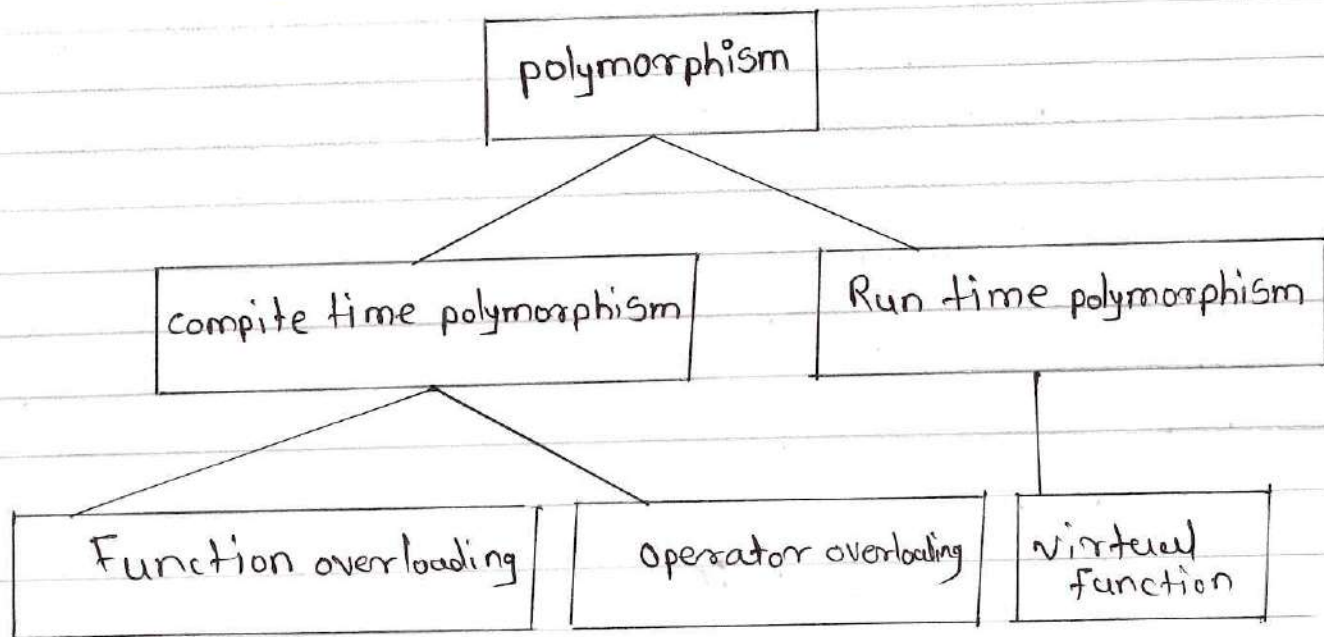 polymorphism
compite time polymorphism
Run time polymorphism
Function overloading
operator overloading
virtual
function